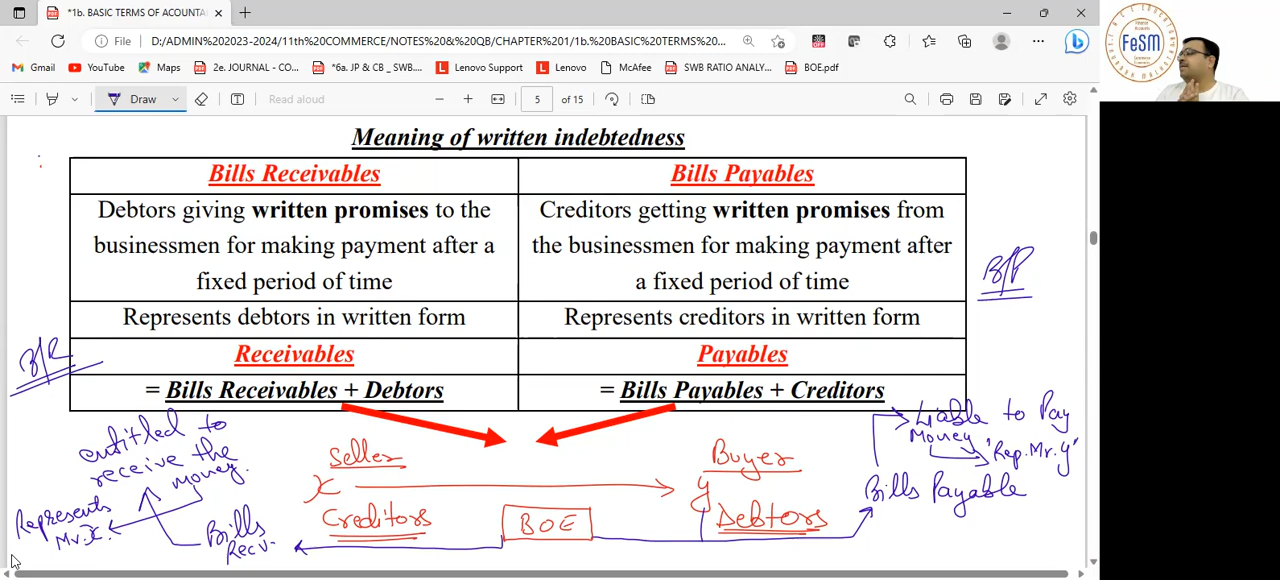 *1b. BASIC TERMS OF ACOUNTA
File
D:/ADMIN%202023-2024/11th%20COMMERCE/NOTES%20&%20QB/CHAPTER%201/1b.%20BASIC%20TERMS%20...
OFF
Gmail YouTube Maps 2e. JOURNAL - CO... *6a. JP & CB _ SWB.... Lenovo Support Lenovo McAfee SWB RATIO ANALY... BOE.pdf
Draw Read aloud 5 of 15
FeSM
Meaning of written indebtedness
Bills Receivables Bills Payables
Debtors giving written promises to the businessmen for making payment after a fixed period of time
Creditors getting written promises from the businessmen for making payment after a fixed period of time
B/P
Represents debtors in written form Represents creditors in written form
B/R
Receivables Payables
= Bills Receivables + Debtors = Bills Payables + Creditors
entitled to
receive the
money.
Represents
Mr. X.
Bills
Recv.
Seller
X
Creditors
BOE
Buyer
y
Debtors
Liable to Pay
Money
"Rep. Mr. y"
Bills Payable